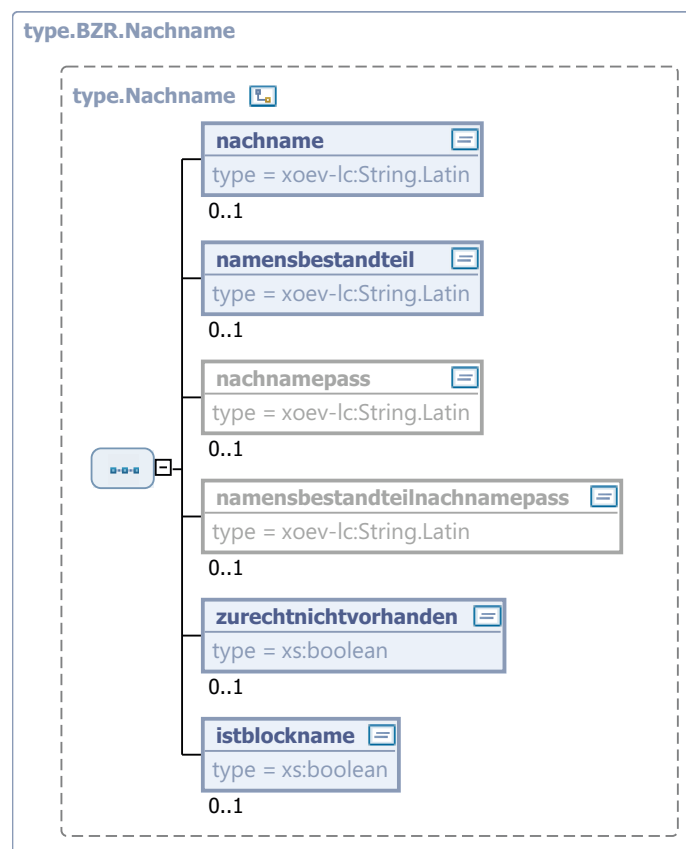 type.BZR.Nachname
type.Nachname
nachname
type = xoev-lc:String.Latin
0..1
namensbestandteil
type = xoev-lc:String.Latin
0..1
nachnamepass
type = xoev-lc:String.Latin
0..1
namensbestandteilnachnamepass
type = xoev-lc:String.Latin
0..1
zurechtnichtvorhanden
type = xs:boolean
0..1
istblockname
type = xs:boolean
0..1